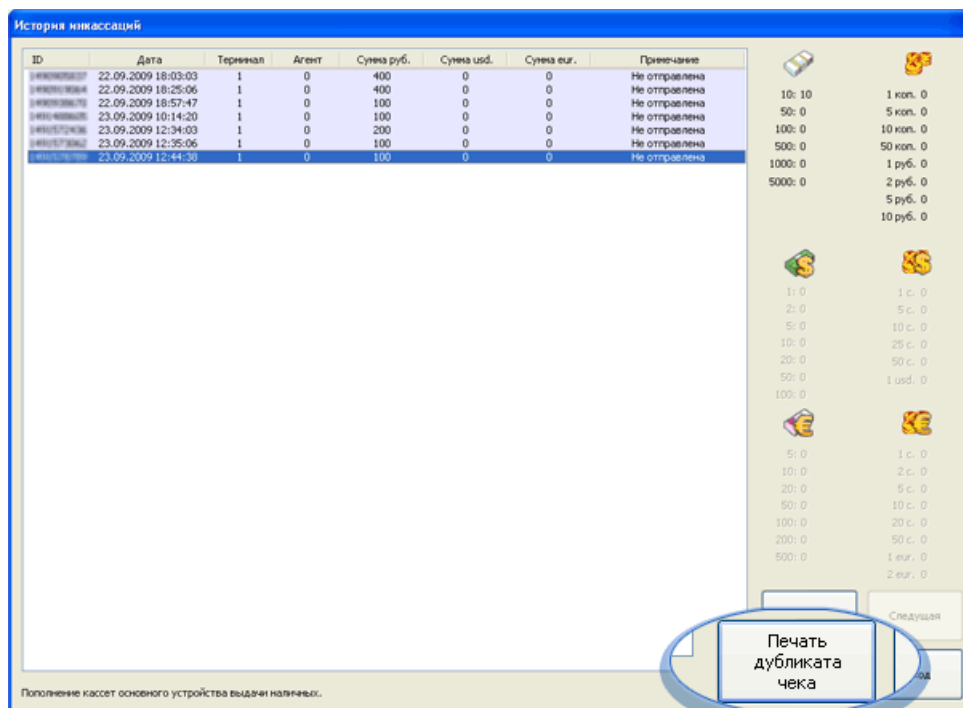 История инкассаций
ID Дата Терминал Агент Сумма руб. Сумма usd. Сумма eur. Примечание
22.09.2009 18:03:03 1 0 400 0 0 Не отправлена
22.09.2009 18:25:06 1 0 400 0 0 Не отправлена
22.09.2009 18:57:47 1 0 100 0 0 Не отправлена
23.09.2009 10:14:20 1 0 100 0 0 Не отправлена
23.09.2009 12:34:03 1 0 200 0 0 Не отправлена
23.09.2009 12:35:06 1 0 100 0 0 Не отправлена
23.09.2009 12:44:38 1 0 100 0 0 Не отправлена
10: 10
50: 0
100: 0
500: 0
1000: 0
5000: 0
1 коп. 0
5 коп. 0
10 коп. 0
50 коп. 0
1 руб. 0
2 руб. 0
5 руб. 0
10 руб. 0
1: 0
2: 0
5: 0
10: 0
20: 0
50: 0
100: 0
1 c. 0
5 c. 0
10 c. 0
25 c. 0
50 c. 0
1 usd. 0
5: 0
10: 0
20: 0
50: 0
100: 0
200: 0
500: 0
1 c. 0
2 c. 0
5 c. 0
10 c. 0
20 c. 0
50 c. 0
1 eur. 0
2 eur. 0
Следущая
Печать
дубликата
чека
Пополнение кассет основного устройства выдачи наличных.